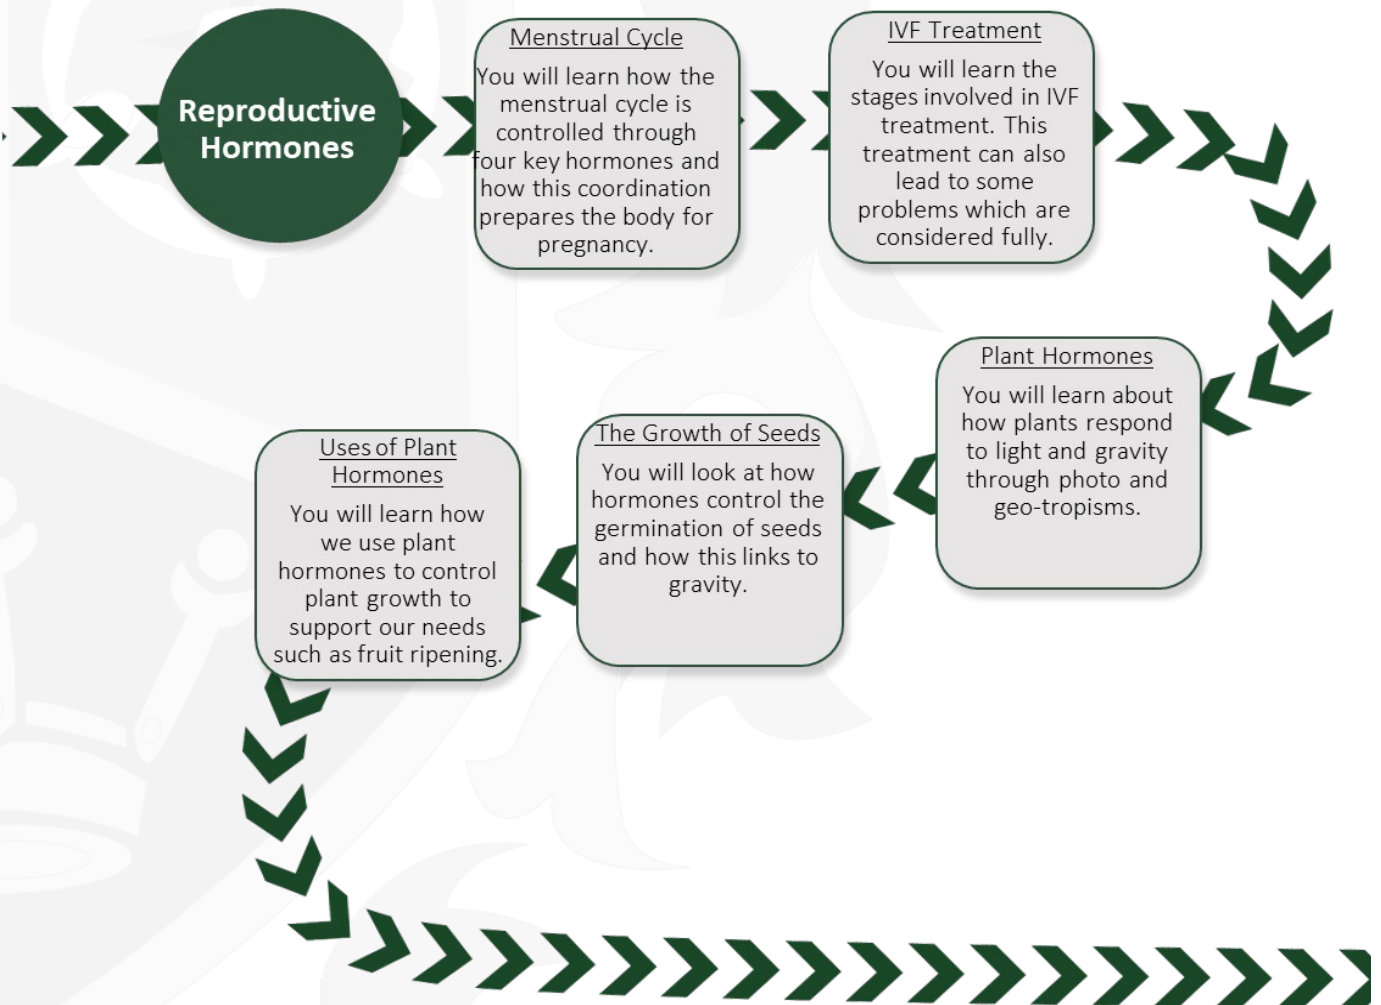 Reproductive
Hormones
Menstrual Cycle
You will learn how the
menstrual cycle is
controlled through
four key hormones and
how this coordination
prepares the body for
pregnancy.
IVF Treatment
You will learn the
stages involved in IVF
treatment. This
treatment can also
lead to some
problems which are
considered fully.
Plant Hormones
You will learn about
how plants respond
to light and gravity
through photo and
geo-tropisms.
The Growth of Seeds
You will look at how
hormones control the
germination of seeds
and how this links to
gravity.
Uses of Plant
Hormones
You will learn how
we use plant
hormones to control
plant growth to
support our needs
such as fruit ripening.